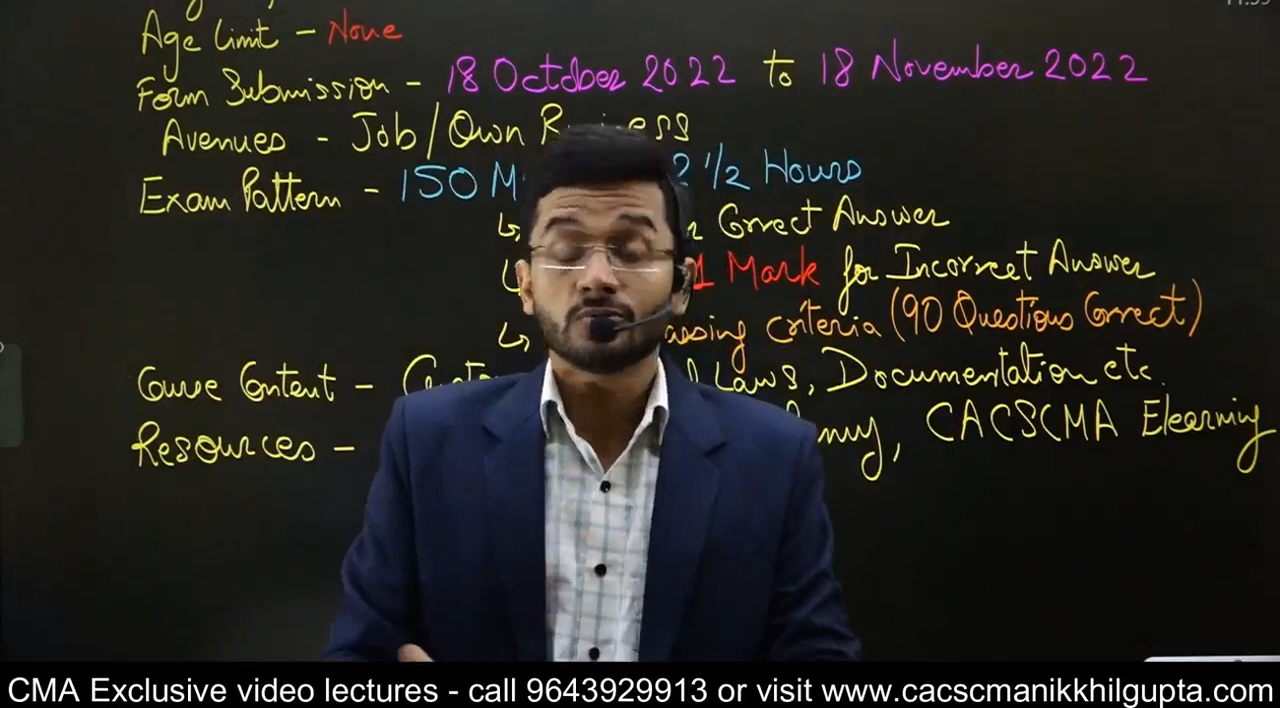 Age Limit - None
Form Submission - 18 October 2022 to 18 November 2022
Avenues - Job/Own
Exam Pattern - 150 2 1/2 Hours
Correct Answer
1 Mark for Incorrect Answer
criteria (90 Questions Correct)
Course Content - Laws, Documentation etc.
Resources - CACSCMA Elearning
CMA Exclusive video lectures - call 9643929913 or visit www.cacscmanikkhilgupta.com